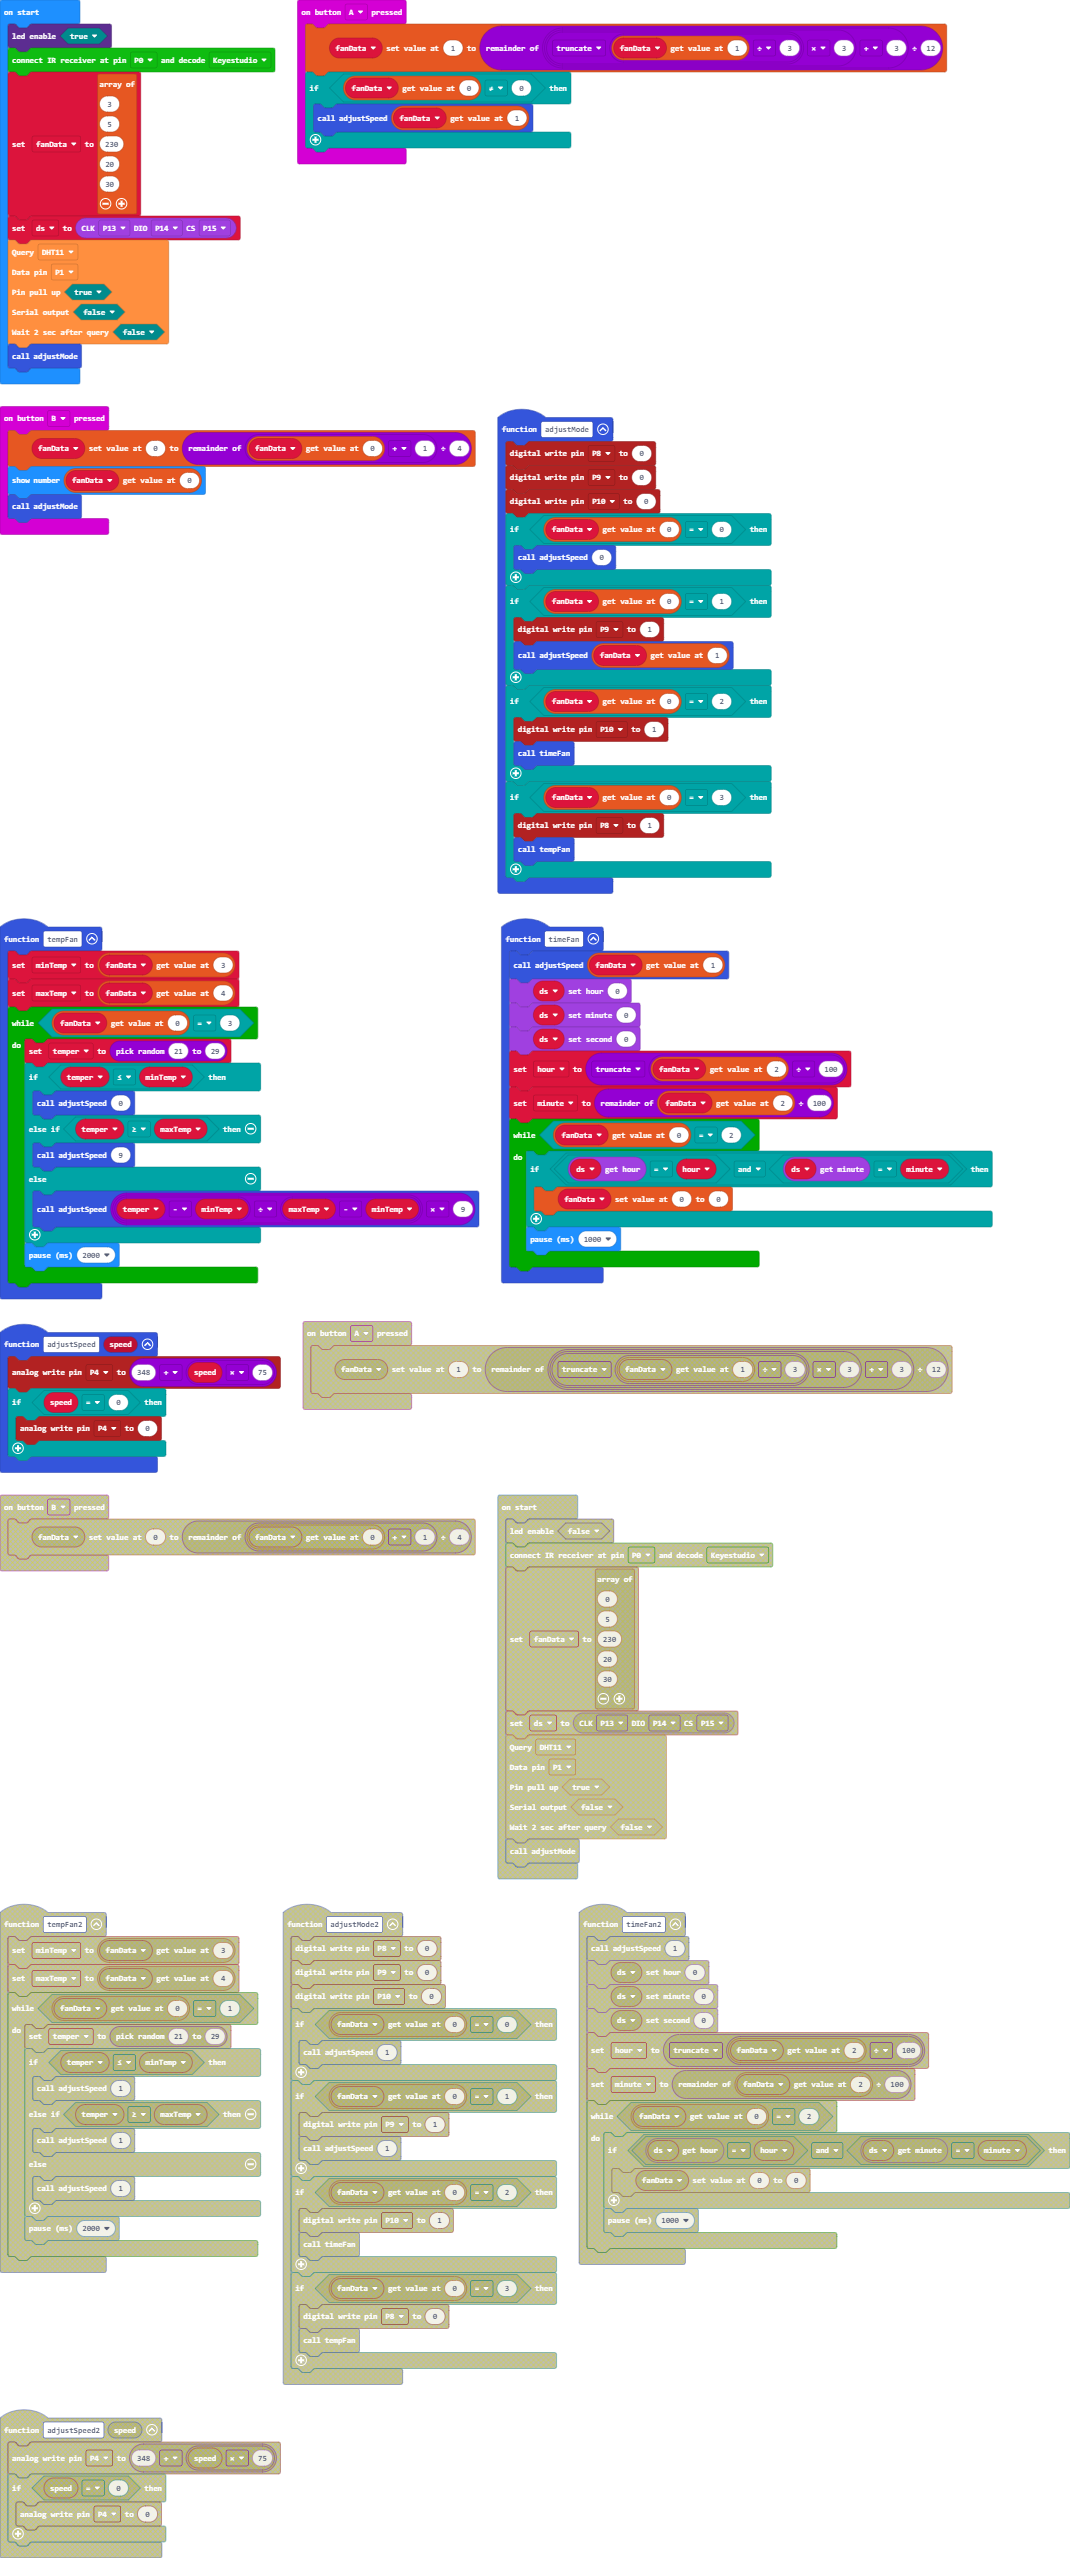 on start
led enable true
connect IR receiver at pin P0 and decode Keyestudio
set fanData to array of
3
5
230
20
30
set ds to CLK P13 DIO P14 CS P15
Query DHT11
Data pin P1
Pin pull up true
Serial output false
Wait 2 sec after query false
call adjustMode
on button A pressed
fanData set value at 1 to remainder of truncate fanData get value at 1 ÷ 3 × 3 + 3 ÷ 12
if fanData get value at 0 ≠ 0 then
call adjustSpeed fanData get value at 1
on button B pressed
fanData set value at 0 to remainder of fanData get value at 0 + 1 ÷ 4
show number fanData get value at 0
call adjustMode
function adjustMode
digital write pin P8 to 0
digital write pin P9 to 0
digital write pin P10 to 0
if fanData get value at 0 = 0 then
call adjustSpeed 0
if fanData get value at 0 = 1 then
digital write pin P9 to 1
call adjustSpeed fanData get value at 1
if fanData get value at 0 = 2 then
digital write pin P10 to 1
call timeFan
if fanData get value at 0 = 3 then
digital write pin P8 to 1
call tempFan
function tempFan
set minTemp to fanData get value at 3
set maxTemp to fanData get value at 4
while fanData get value at 0 = 3
do set temper to pick random 21 to 29
if temper ≤ minTemp then
call adjustSpeed 0
else if temper ≥ maxTemp then
call adjustSpeed 9
else
call adjustSpeed temper - minTemp ÷ maxTemp - minTemp × 9
pause (ms) 2000
function timeFan
call adjustSpeed fanData get value at 1
ds set hour 0
ds set minute 0
ds set second 0
set hour to truncate fanData get value at 2 ÷ 100
set minute to remainder of fanData get value at 2 ÷ 100
while fanData get value at 0 = 2
do if ds get hour = hour and ds get minute = minute then
fanData set value at 0 to 0
pause (ms) 1000
function adjustSpeed speed
analog write pin P4 to 348 + speed × 75
if speed = 0 then
analog write pin P4 to 0
on button A pressed
fanData set value at 1 to remainder of truncate fanData get value at 1 ÷ 3 × 3 + 3 ÷ 12
on button B pressed
fanData set value at 0 to remainder of fanData get value at 0 + 1 ÷ 4
on start
led enable false
connect IR receiver at pin P0 and decode Keyestudio
set fanData to array of
0
5
230
20
30
set ds to CLK P13 DIO P14 CS P15
Query DHT11
Data pin P1
Pin pull up true
Serial output false
Wait 2 sec after query false
call adjustMode
function tempFan2
set minTemp to fanData get value at 3
set maxTemp to fanData get value at 4
while fanData get value at 0 = 1
do set temper to pick random 21 to 29
if temper ≤ minTemp then
call adjustSpeed 1
else if temper ≥ maxTemp then
call adjustSpeed 1
else
call adjustSpeed 1
pause (ms) 2000
function adjustMode2
digital write pin P8 to 0
digital write pin P9 to 0
digital write pin P10 to 0
if fanData get value at 0 = 0 then
call adjustSpeed 1
if fanData get value at 0 = 1 then
digital write pin P9 to 1
call adjustSpeed 1
if fanData get value at 0 = 2 then
digital write pin P10 to 1
call timeFan
if fanData get value at 0 = 3 then
digital write pin P8 to 0
call tempFan
function timeFan2
call adjustSpeed 1
ds set hour 0
ds set minute 0
ds set second 0
set hour to truncate fanData get value at 2 ÷ 100
set minute to remainder of fanData get value at 2 ÷ 100
while fanData get value at 0 = 2
do if ds get hour = hour and ds get minute = minute then
fanData set value at 0 to 0
pause (ms) 1000
function adjustSpeed2 speed
analog write pin P4 to 348 + speed × 75
if speed = 0 then
analog write pin P4 to 0